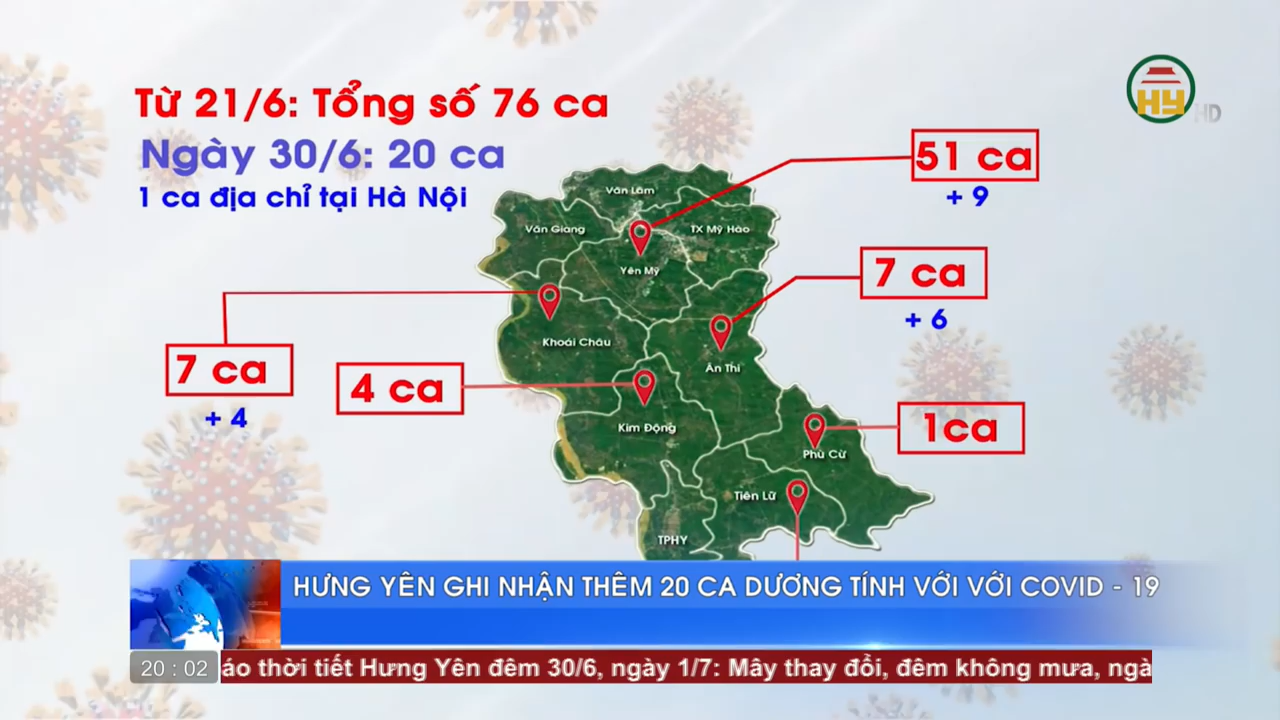 Từ 21/6: Tổng số 76 ca
Ngày 30/6: 20 ca
1 ca địa chỉ tại Hà Nội
HY HD
51 ca
+ 9
Văn Lâm
Văn Giang
TX Mỹ Hào
Yên Mỹ
7 ca
+ 6
Khoái Châu
Ân Thi
7 ca
+ 4
4 ca
Kim Động
1ca
Phù Cừ
Tiên Lữ
TPHY
HƯNG YÊN GHI NHẬN THÊM 20 CA DƯƠNG TÍNH VỚI VỚI COVID - 19
20 : 02
áo thời tiết Hưng Yên đêm 30/6, ngày 1/7: Mây thay đổi, đêm không mưa, ngà